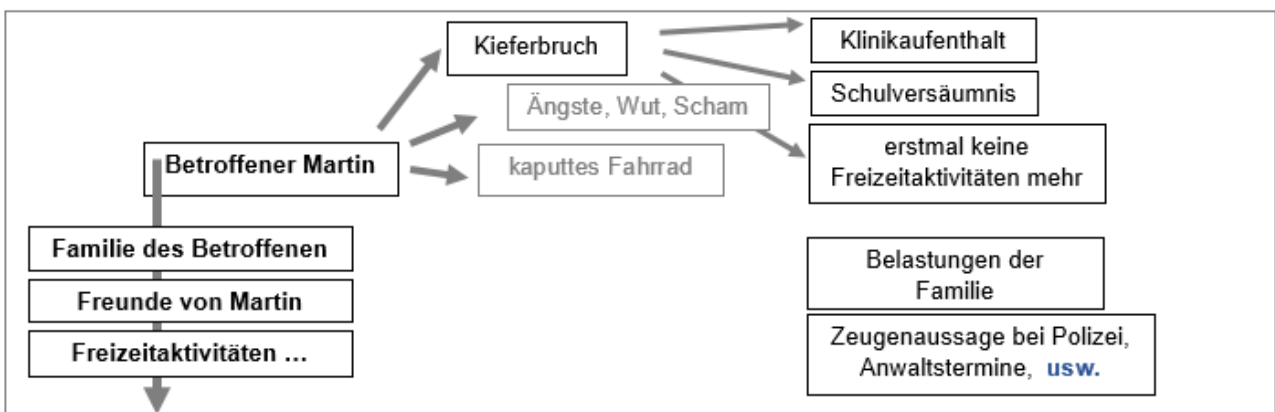 Kieferbruch
Klinikaufenthalt
Schulversäumnis
Ängste, Wut, Scham
erstmal keine
Freizeitaktivitäten mehr
Betroffener Martin
kaputtes Fahrrad
Familie des Betroffenen
Freunde von Martin
Freizeitaktivitäten …
Belastungen der
Familie
Zeugenaussage bei Polizei,
Anwaltstermine, usw.